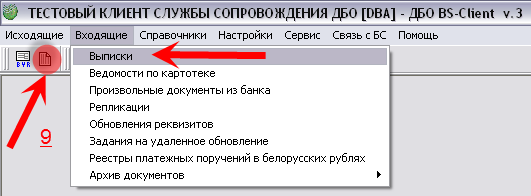 ТЕСТОВЫЙ КЛИЕНТ СЛУЖБЫ СОПРОВОЖДЕНИЯ ДБО [DBA] - ДБО BS-Client v.3
Исходящие Входящие Справочники Настройки Сервис Связь с БС Помощь
BYR
Выписки
Ведомости по картотеке
Произвольные документы из банка
Репликации
Обновления реквизитов
Задания на удаленное обновление
Реестры платежных поручений в белорусских рублях
Архив документов
9